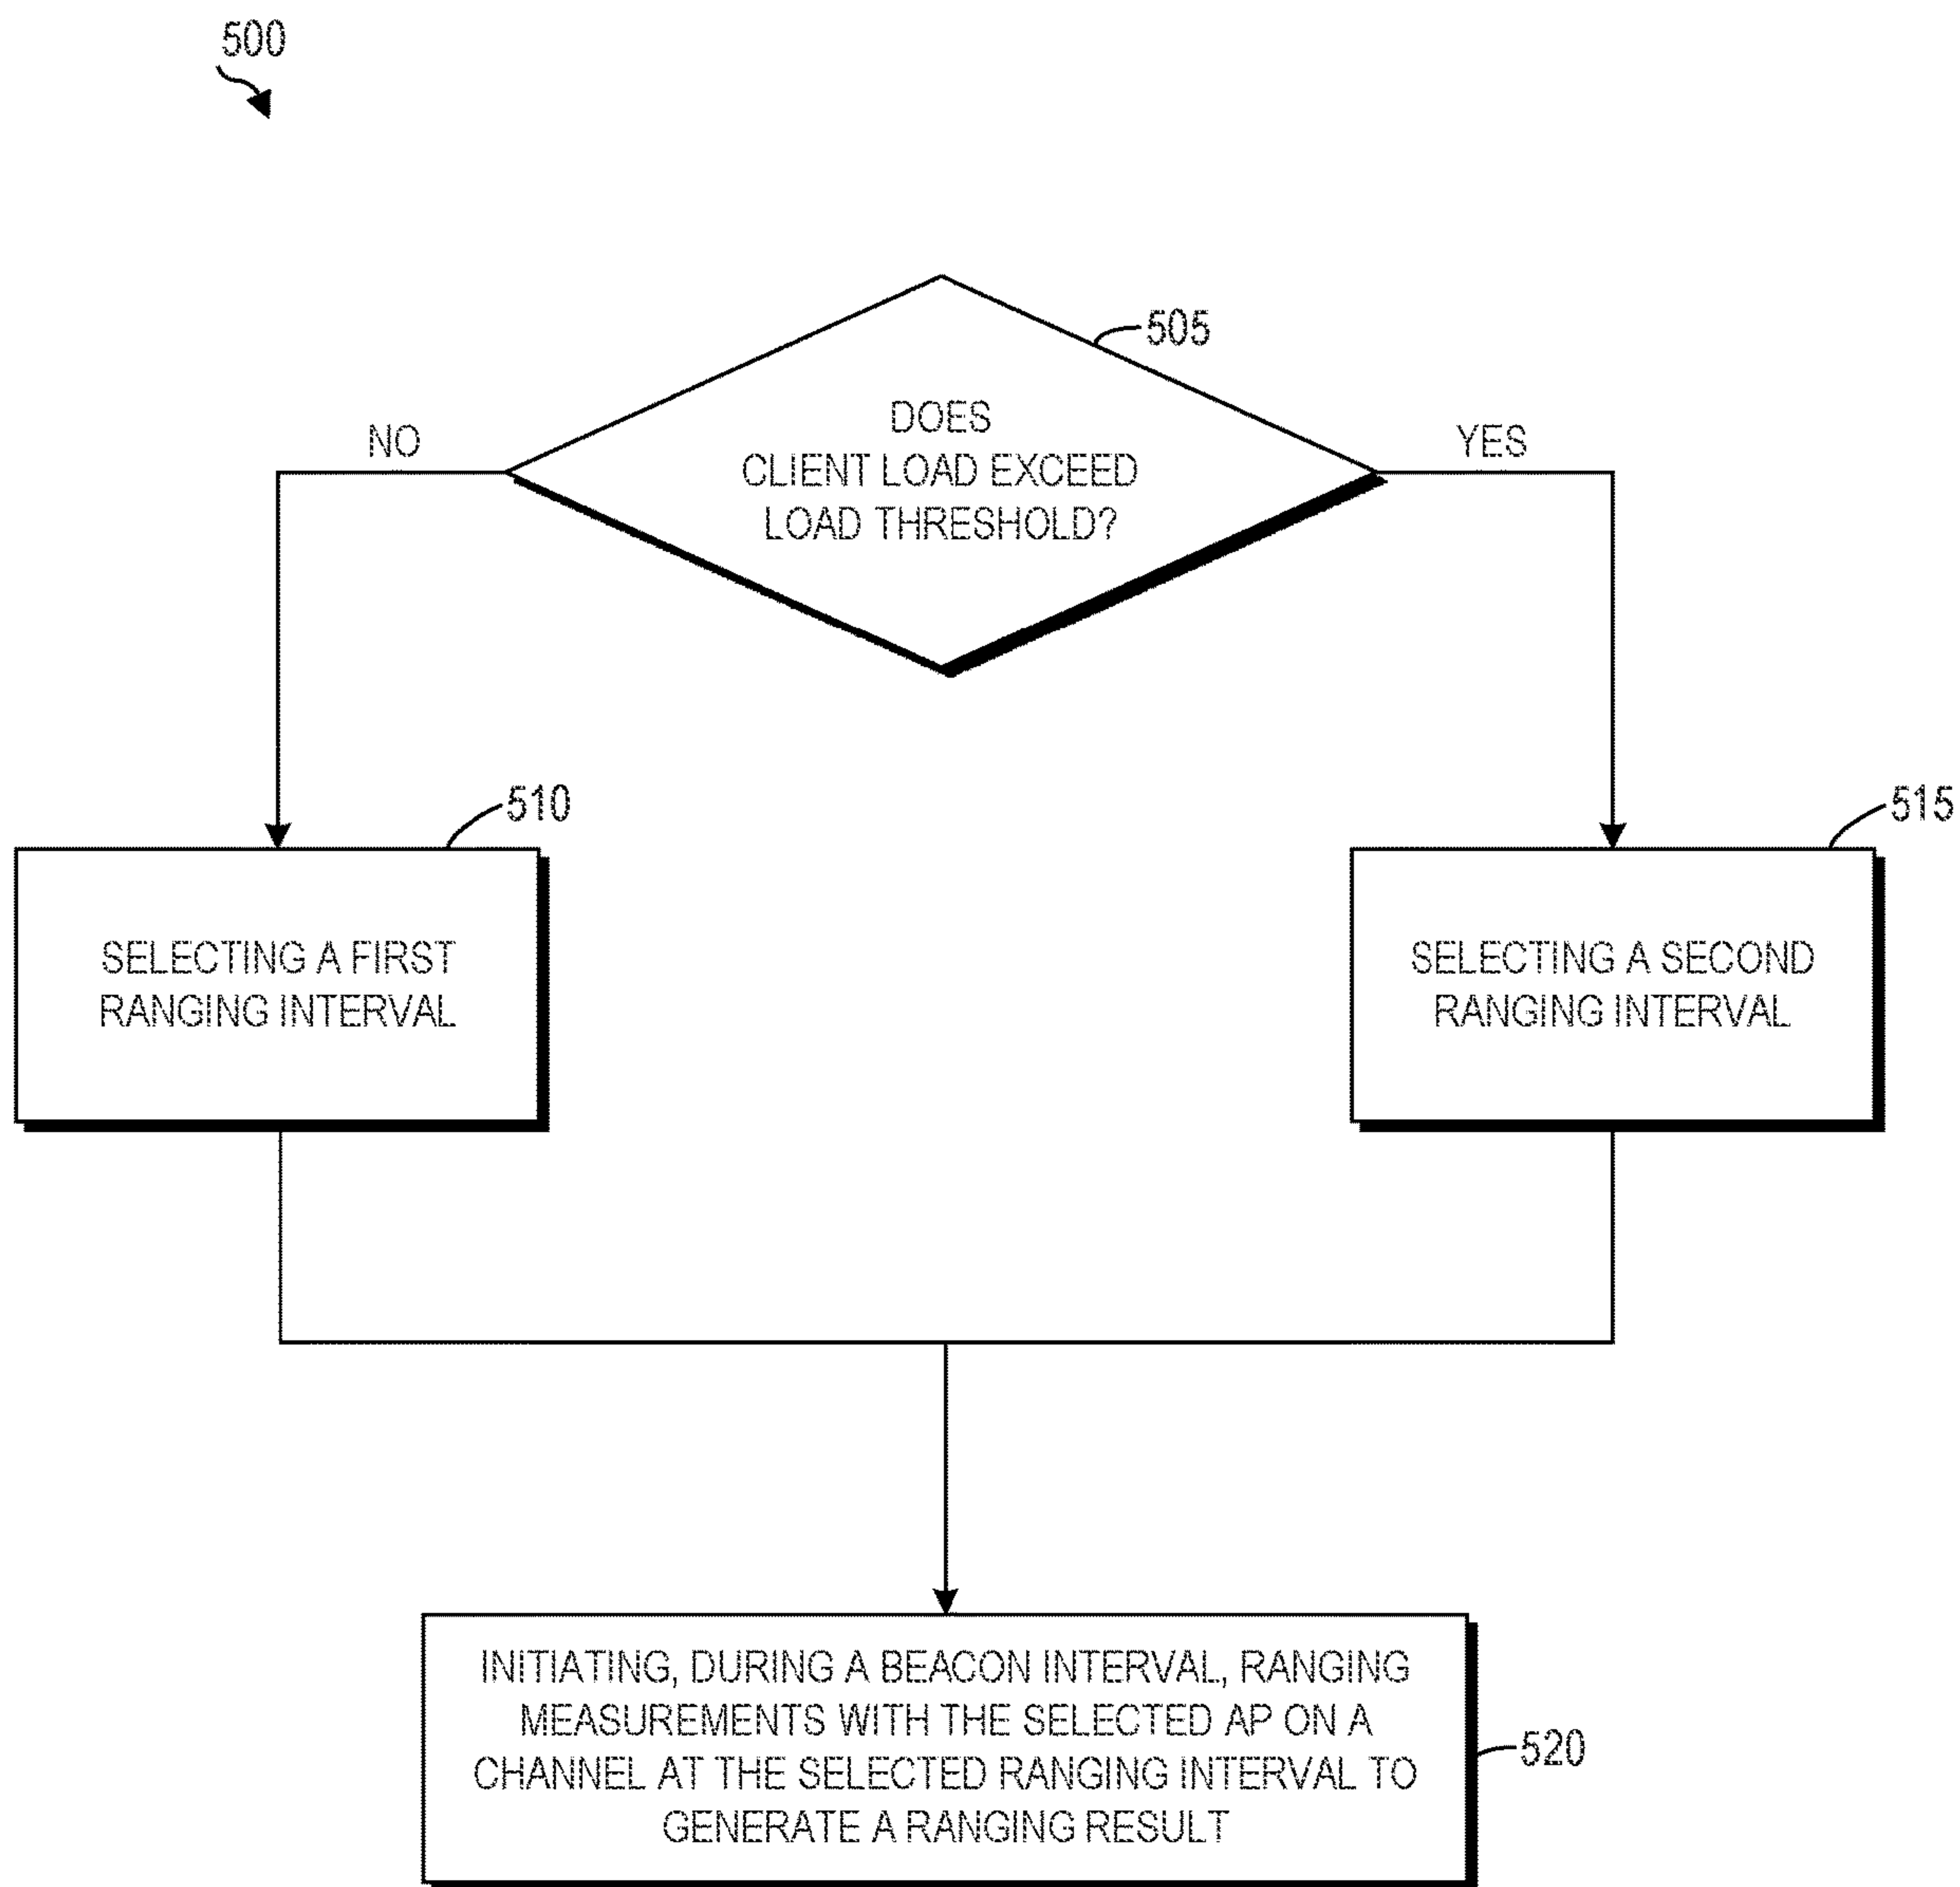 500
505
DOES
CLIENT LOAD EXCEED
LOAD THRESHOLD?
NO
YES
510
515
SELECTING A FIRST
RANGING INTERVAL
SELECTING A SECOND
RANGING INTERVAL
INITIATING, DURING A BEACON INTERVAL, RANGING
MEASUREMENTS WITH THE SELECTED AP ON A
CHANNEL AT THE SELECTED RANGING INTERVAL TO
GENERATE A RANGING RESULT
520